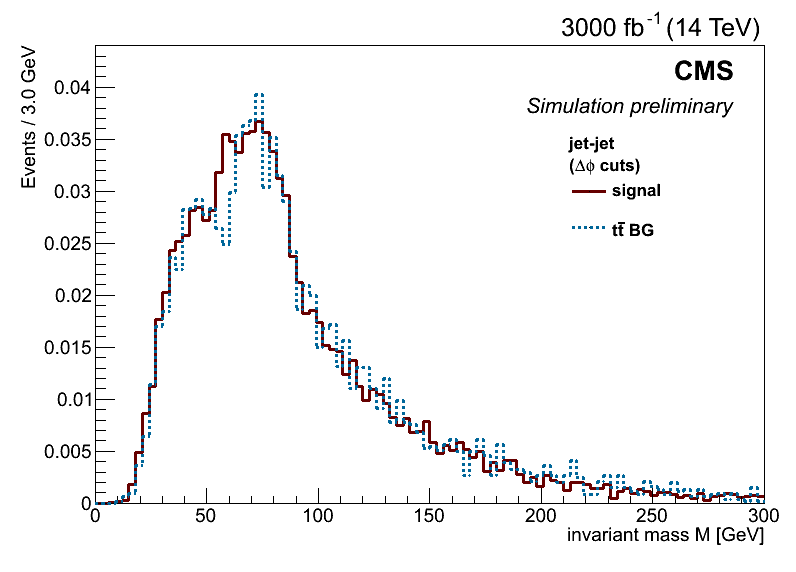 3000 fb⁻¹ (14 TeV)
CMS
Simulation preliminary
jet-jet
(Δϕ cuts)
signal
tt̄ BG
Events / 3.0 GeV
0.04
0.035
0.03
0.025
0.02
0.015
0.01
0.005
0
0 50 100 150 200 250 300
invariant mass M [GeV]